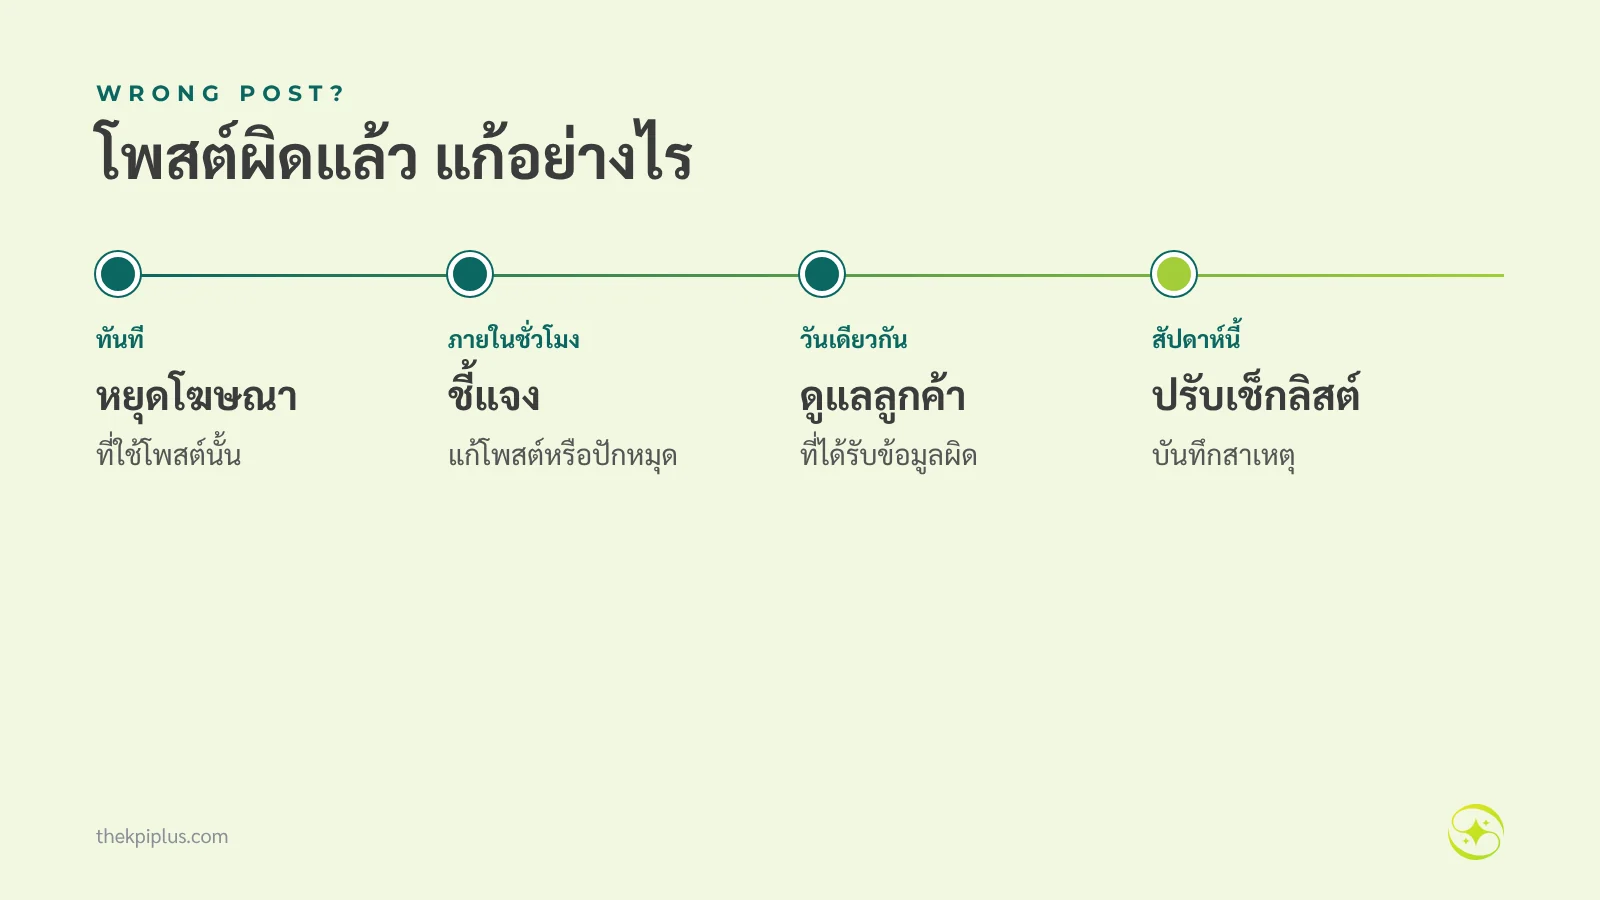 WRONG POST?
โพสต์ผิดแล้ว แก้อย่างไร
ทันที
หยุดโฆษณา
ที่ใช้โพสต์นั้น
ภายในชั่วโมง
ชี้แจง
แก้โพสต์หรือปักหมุด
วันเดียวกัน
ดูแลลูกค้า
ที่ได้รับข้อมูลผิด
สัปดาห์นี้
ปรับเช็กลิสต์
บันทึกสาเหตุ
thekpiplus.com